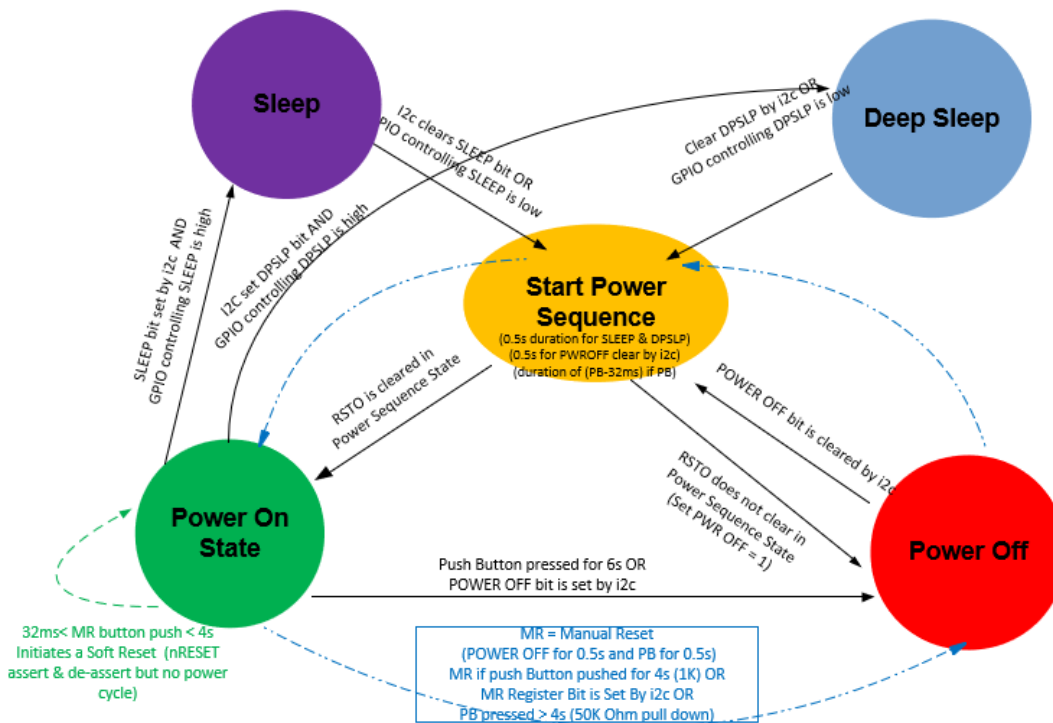 Sleep
Deep Sleep
I2c clears SLEEP bit OR
PIO controlling SLEEP is low
Clear DPSLP by i2c OR
GPIO controlling DPSLP is low
SLEEP bit set by i2c AND
GPIO controlling SLEEP is high
I2C set DPSLP bit AND
GPIO controlling DPSLP is high
Start Power
Sequence
(0.5s duration for SLEEP & DPSLP)
(0.5s for PWROFF clear by i2c)
(duration of (PB-32ms) if PB)
RSTO is cleared in
Power Sequence State
POWER OFF bit is cleared by i2c
RSTO does not clear in
Power Sequence State
(Set PWR OFF = 1)
Power On
State
Power Off
Push Button pressed for 6s OR
POWER OFF bit is set by i2c
32ms< MR button push < 4s
Initiates a Soft Reset (nRESET
assert & de-assert but no power
cycle)
MR = Manual Reset
(POWER OFF for 0.5s and PB for 0.5s)
MR if push Button pushed for 4s (1K) OR
MR Register Bit is Set By i2c OR
PB pressed > 4s (50K Ohm pull down)